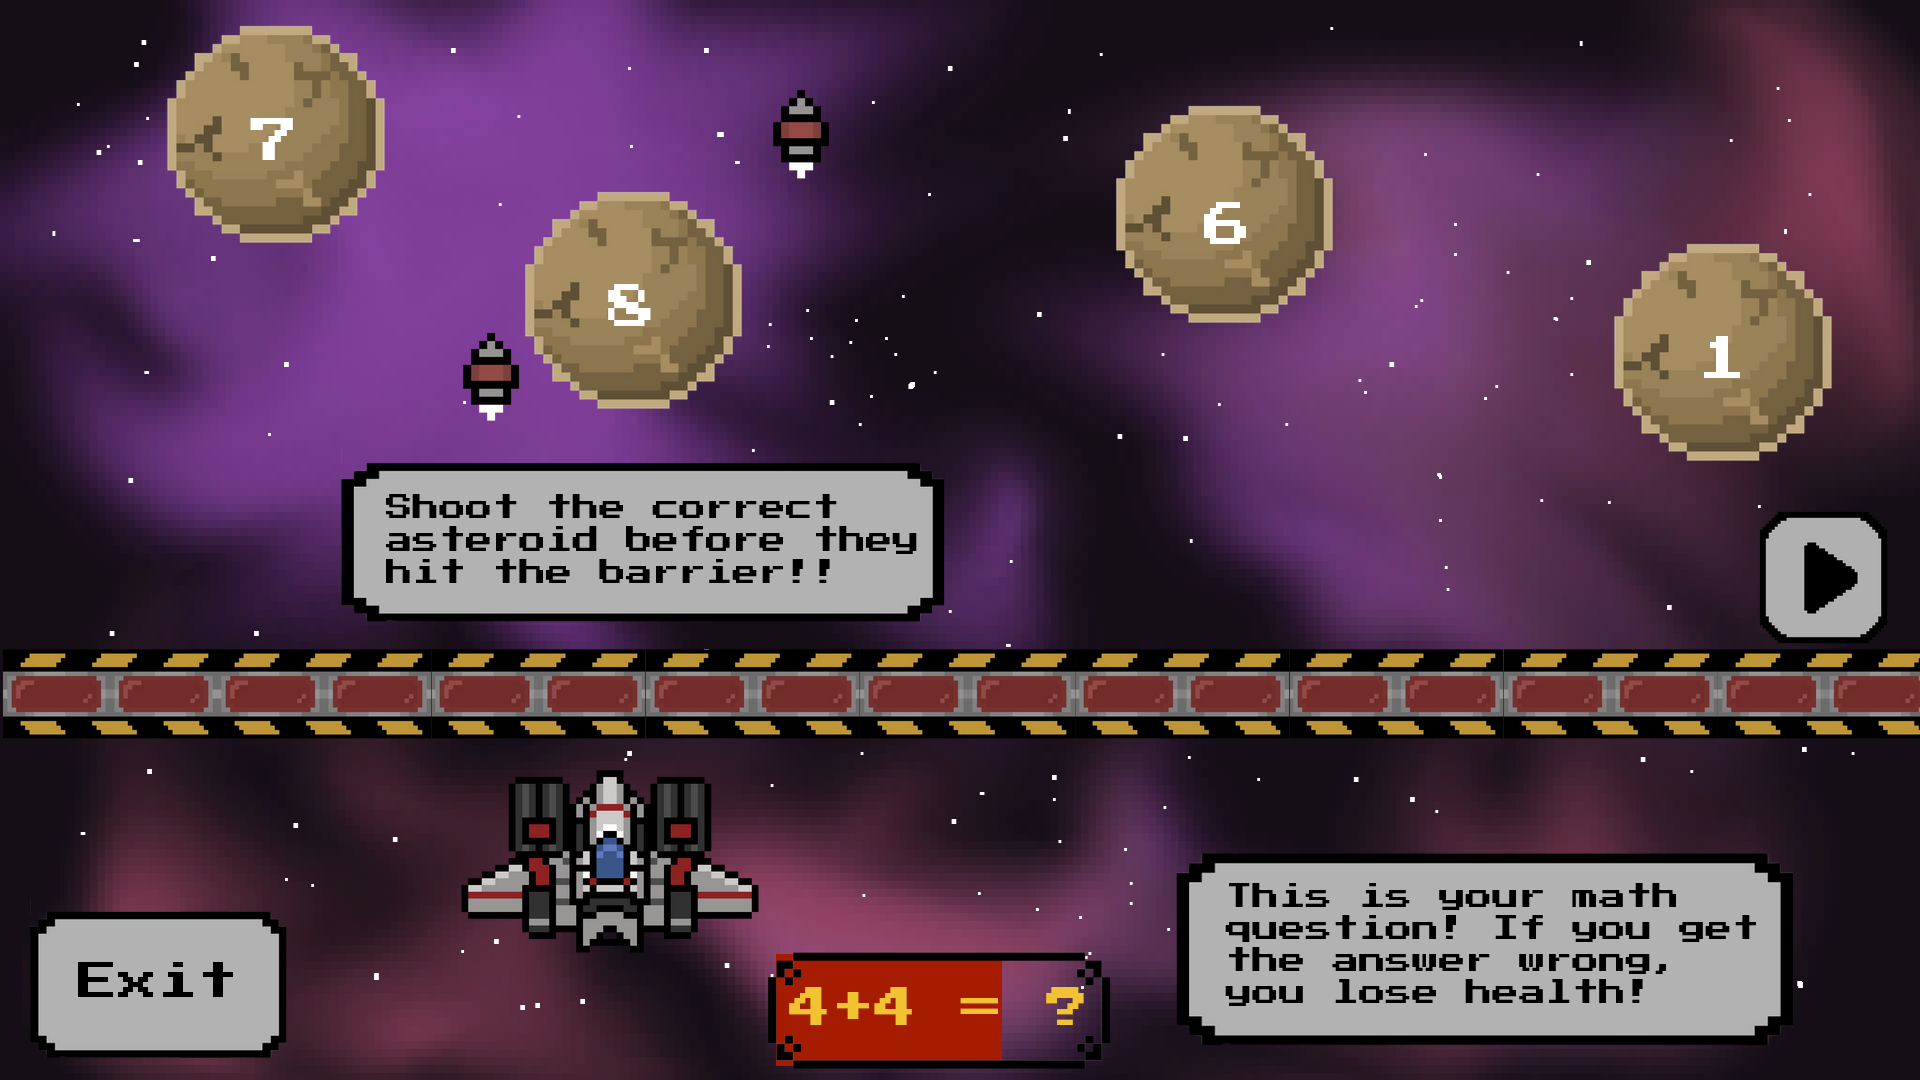 7
6
8
1
Shoot the correct
asteroid before they
hit the barrier!!
This is your math
question! If you get
the answer wrong,
you lose health!
Exit
4+4 = ?